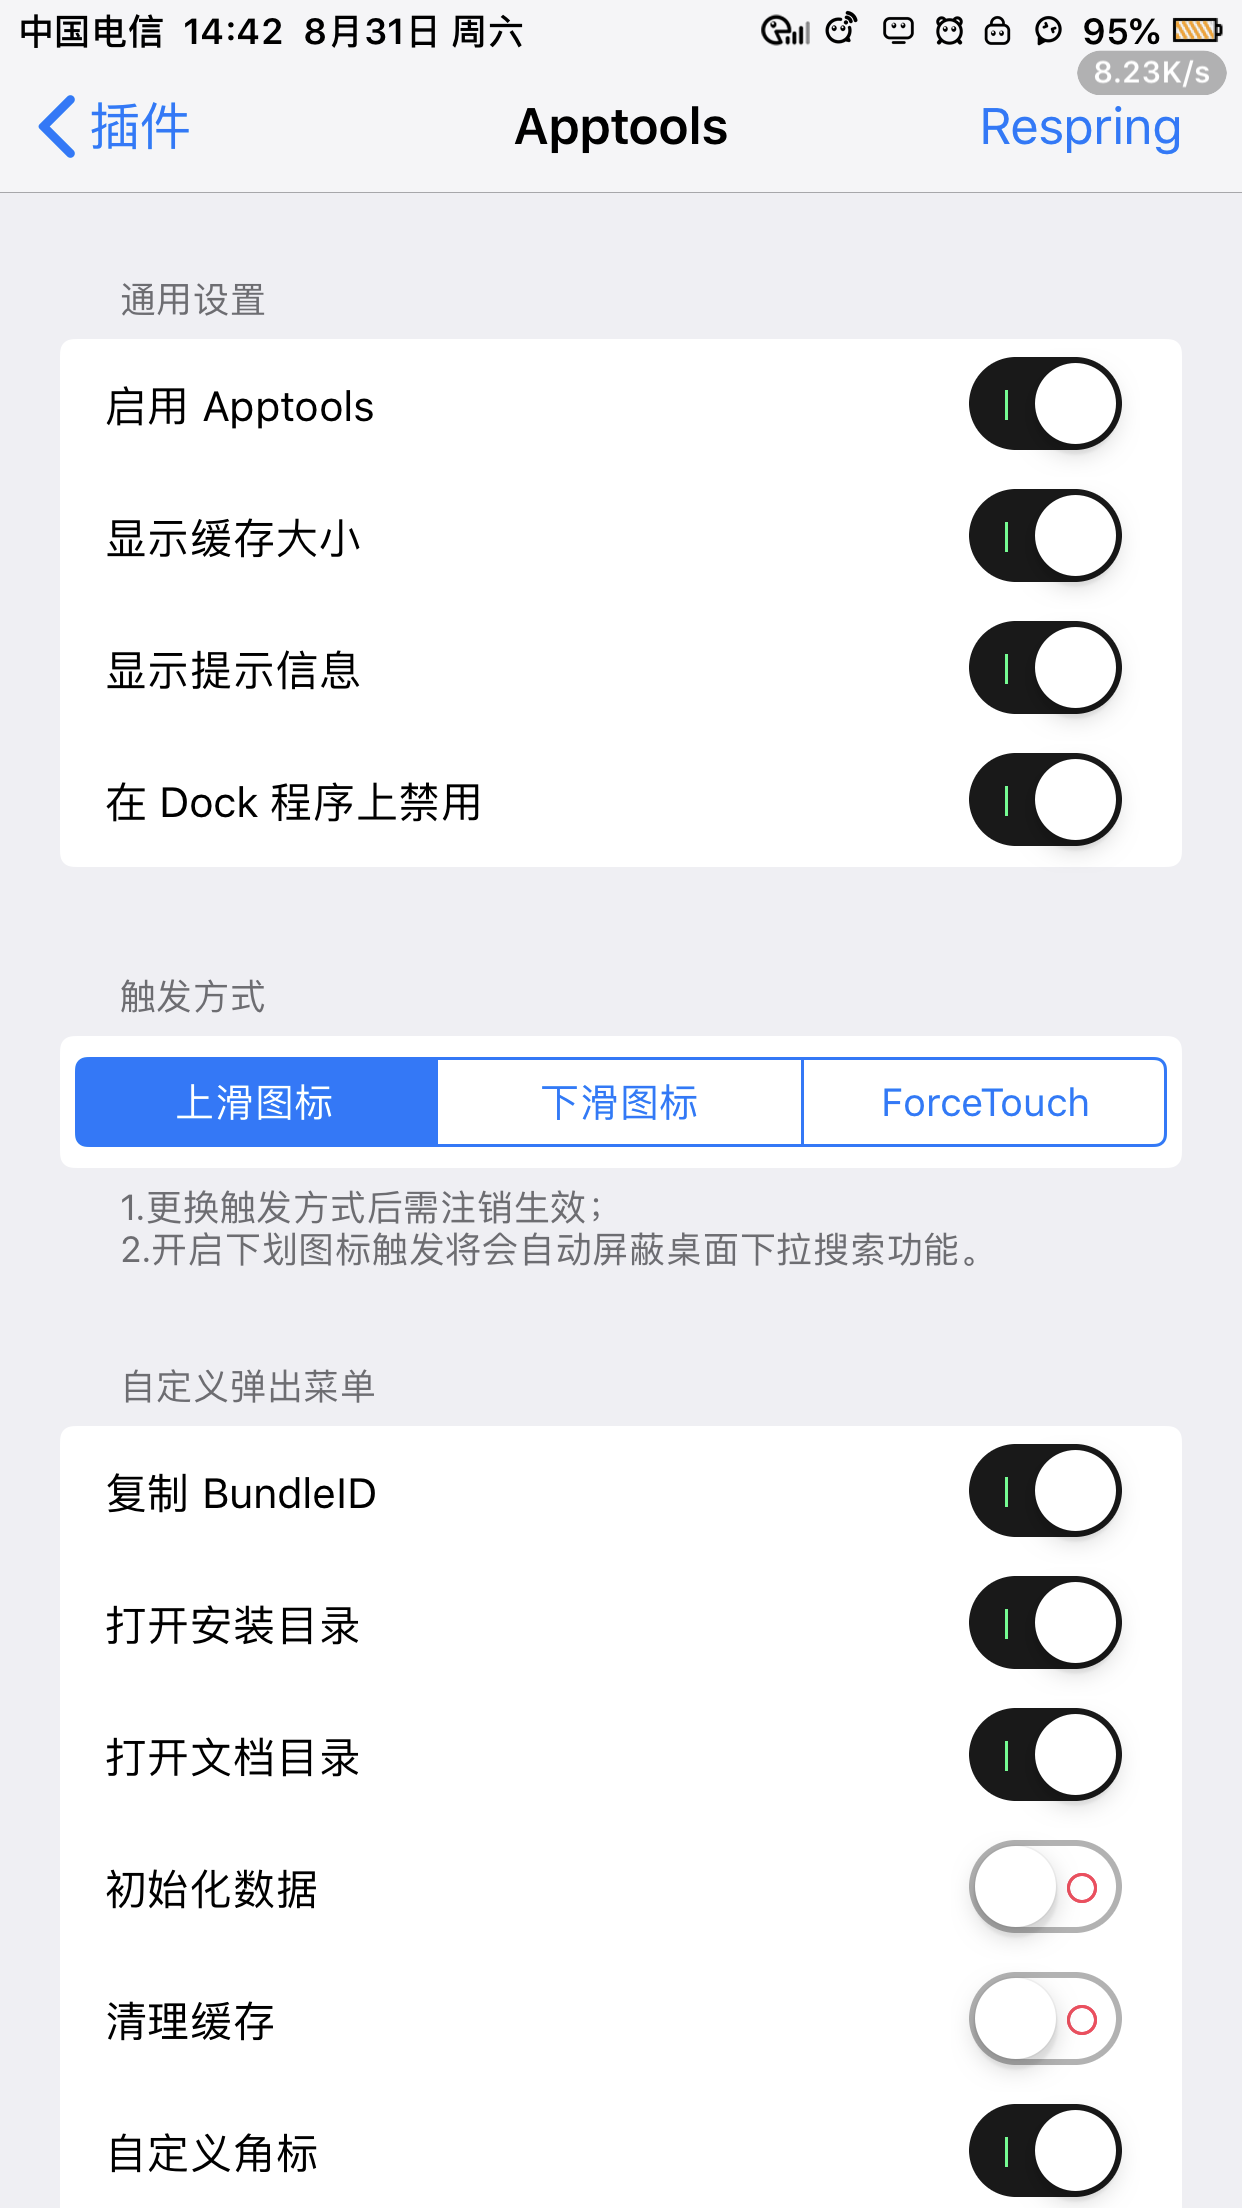 中国电信 14:42 8月31日 周六 95%
8.23K/s
插件 Apptools Respring
通用设置
启用 Apptools
显示缓存大小
显示提示信息
在 Dock 程序上禁用
触发方式
上滑图标 下滑图标 ForceTouch
1.更换触发方式后需注销生效；
2.开启下划图标触发将会自动屏蔽桌面下拉搜索功能。
自定义弹出菜单
复制 BundleID
打开安装目录
打开文档目录
初始化数据
清理缓存
自定义角标